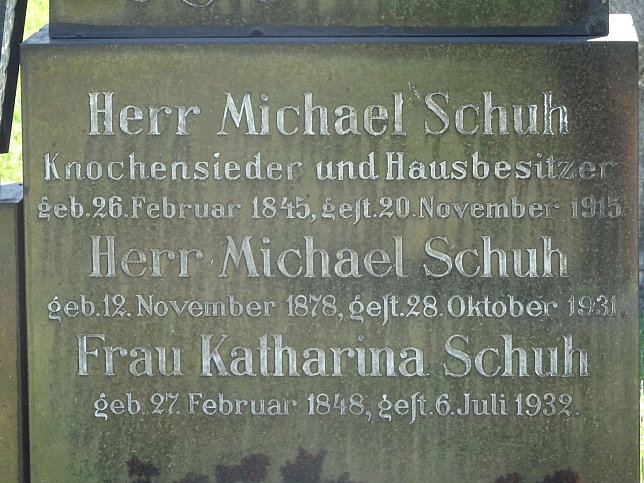 Herr Michael Schuh
Knochensieder und Hausbesitzer
geb. 26. Februar 1845, geſt. 20. November 1915.
Herr Michael Schuh
geb. 12. November 1878, geſt. 28. Oktober 1931.
Frau Katharina Schuh
geb. 27. Februar 1848, geſt. 6. Juli 1932.